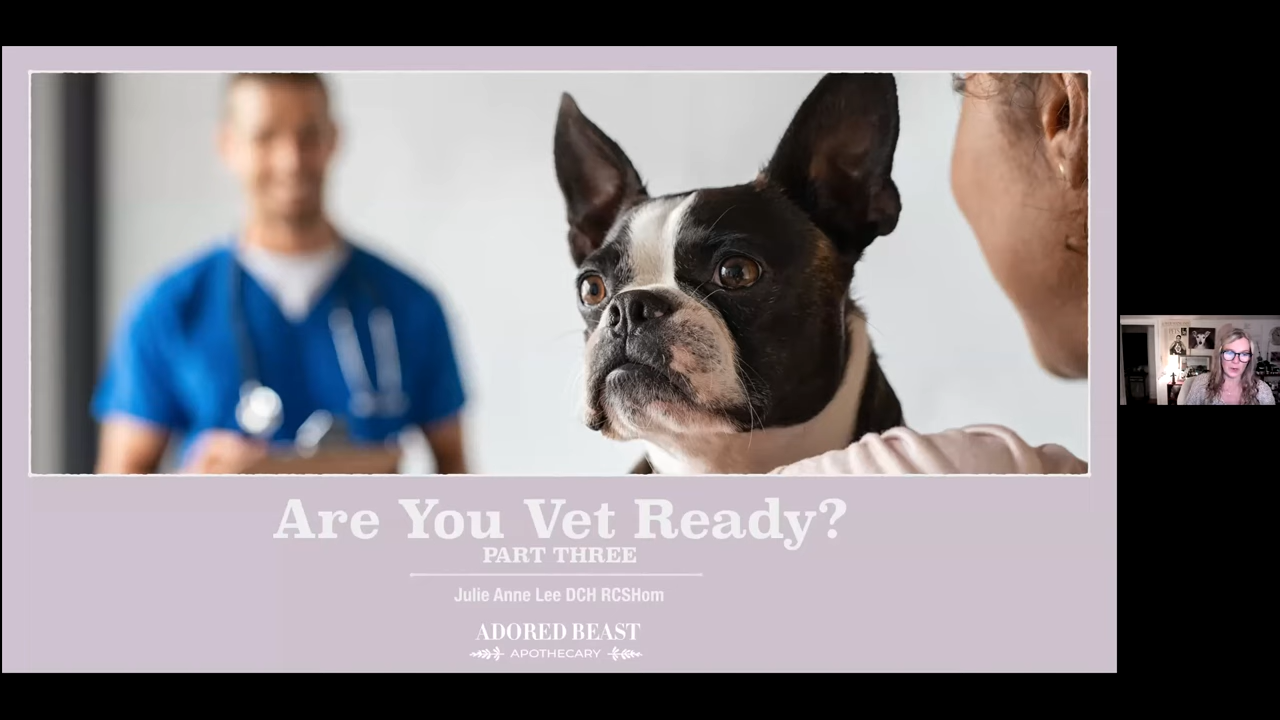 Are You Vet Ready?
PART THREE
Julie Anne Lee DCH RCSHom
ADORED BEAST
APOTHECARY